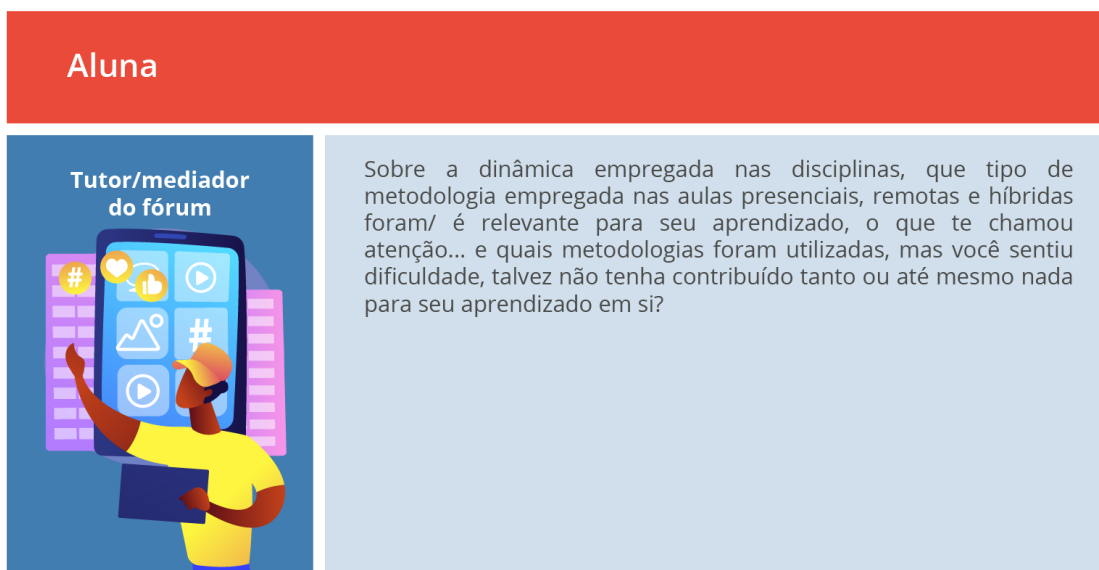 Aluna
Tutor/mediador
do fórum
Sobre a dinâmica empregada nas disciplinas, que tipo de
metodologia empregada nas aulas presenciais, remotas e híbridas
foram/ é relevante para seu aprendizado, o que te chamou
atenção... e quais metodologias foram utilizadas, mas você sentiu
dificuldade, talvez não tenha contribuído tanto ou até mesmo nada
para seu aprendizado em si?
#
#